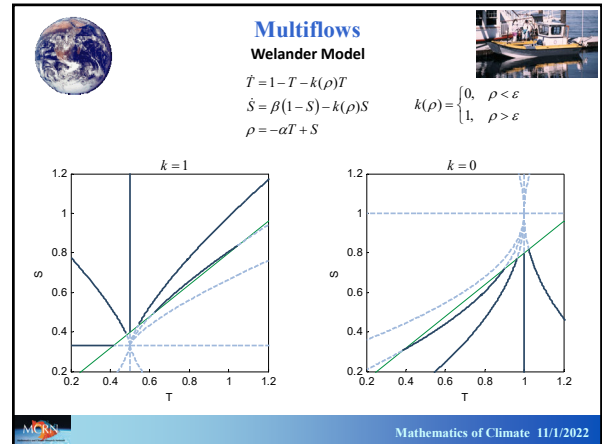 Multiflows
Welander Model
Ṫ = 1 − T − k(ρ)T
Ṡ = β(1 − S) − k(ρ)S
ρ = −αT + S
k(ρ) = {0, ρ < ε
1, ρ > ε
k = 1
1.2
1
0.8
0.6
0.4
0.2
S
0.2 0.4 0.6 0.8 1 1.2
T
k = 0
1.2
1
0.8
0.6
0.4
0.2
S
0.2 0.4 0.6 0.8 1 1.2
T
MCRN
Mathematics of Climate 11/1/2022